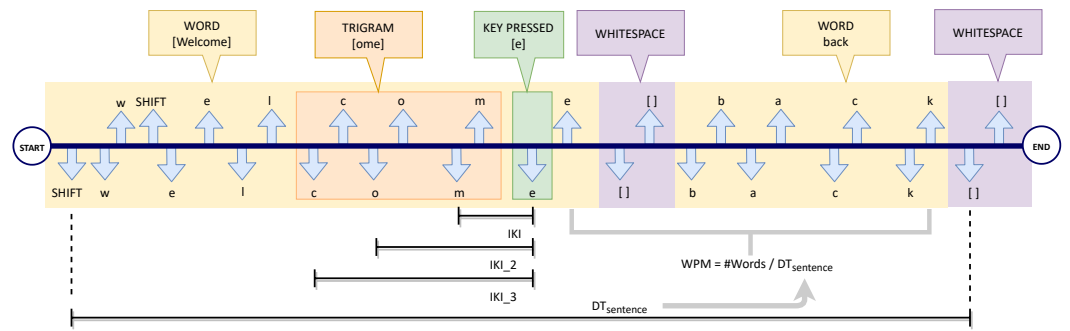 WORD
[Welcome]
TRIGRAM
[ome]
KEY PRESSED
[e]
WHITESPACE
WORD
back
WHITESPACE
w SHIFT e l c o m e [ ] b a c k [ ]
START
END
SHIFT w e l c o m e [ ] b a c k [ ]
IKI
IKI_2
WPM = #Words / DTsentence
IKI_3
DTsentence